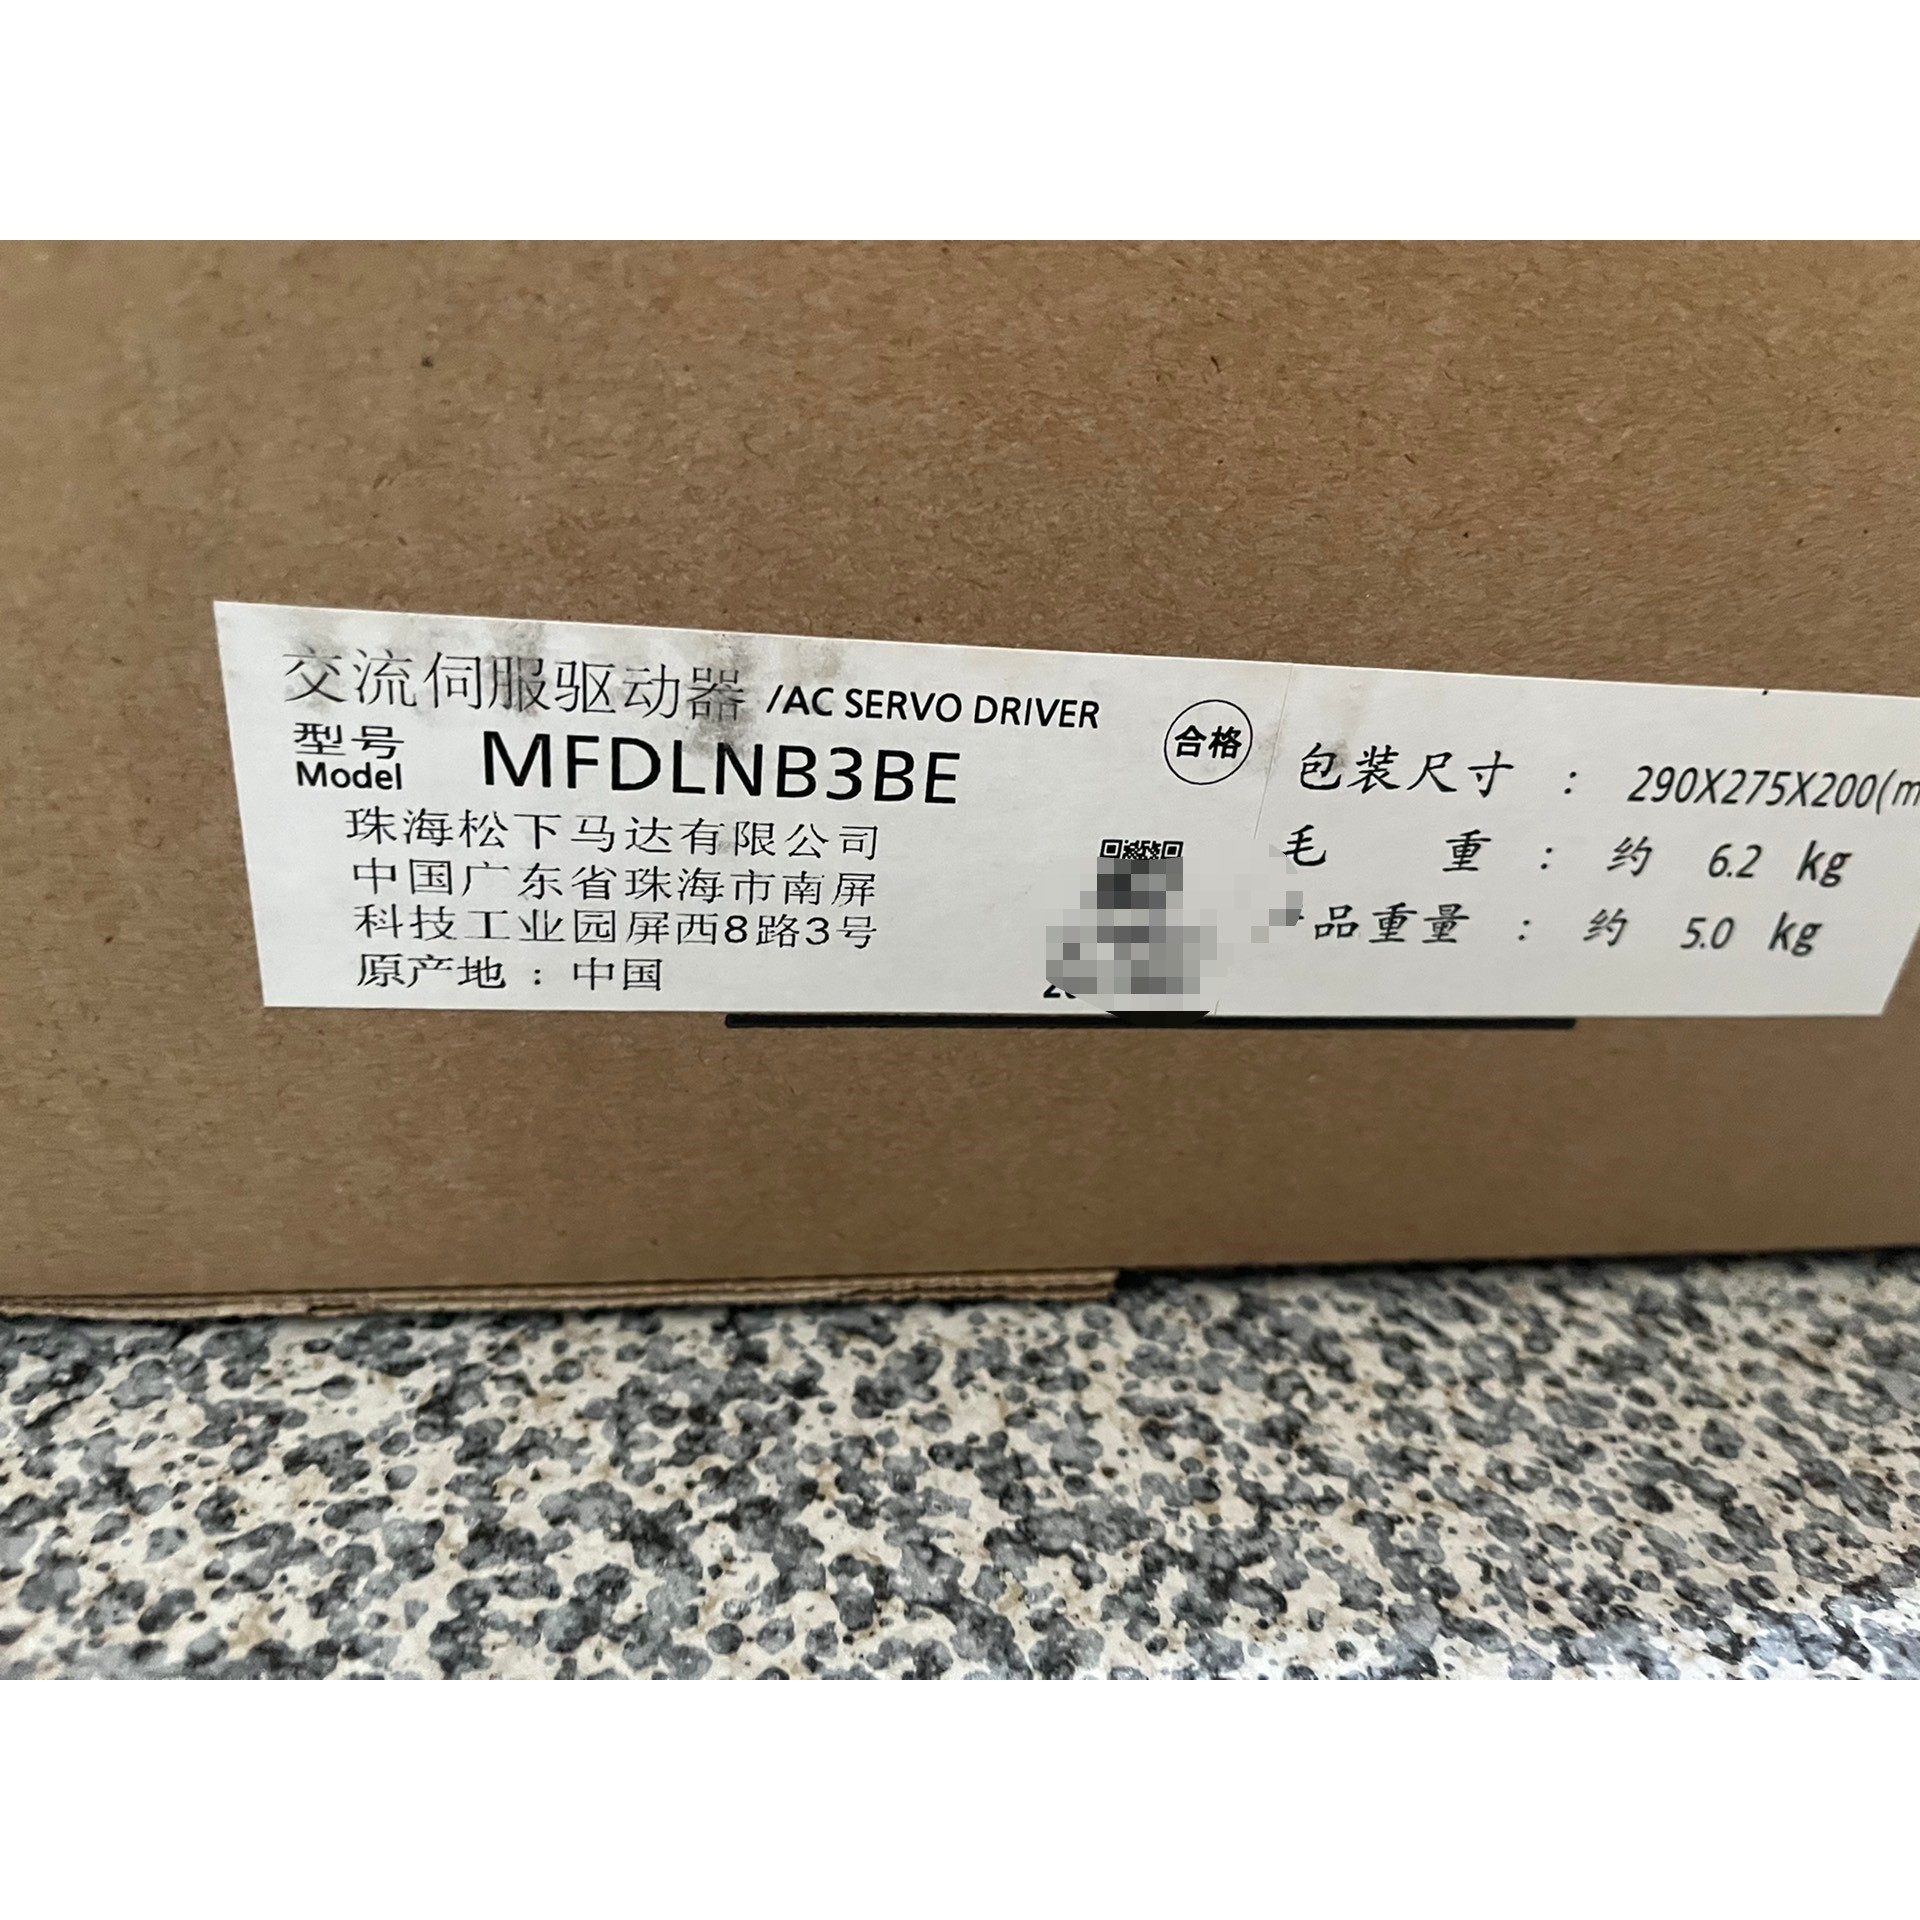 交流伺服驱动器 /AC SERVO DRIVER
型号
Model MFDLNB3BE
珠海松下马达有限公司
中国广东省珠海市南屏
科技工业园屏西8路3号
原产地：中国
合格
包装尺寸 ： 290X275X200(m
毛 重 ： 约 6.2 kg
品重量 ： 约 5.0 kg